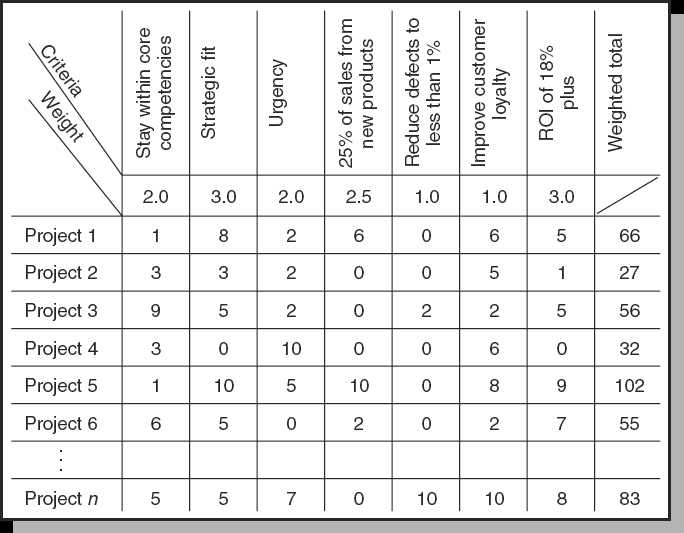 Criteria
Weight
Stay within core
competencies
Strategic fit
Urgency
25% of sales from
new products
Reduce defects to
less than 1%
Improve customer
loyalty
ROI of 18%
plus
Weighted total
2.0 3.0 2.0 2.5 1.0 1.0 3.0
Project 1 1 8 2 6 0 6 5 66
Project 2 3 3 2 0 0 5 1 27
Project 3 9 5 2 0 2 2 5 56
Project 4 3 0 10 0 0 6 0 32
Project 5 1 10 5 10 0 8 9 102
Project 6 6 5 0 2 0 2 7 55
⋮
Project n 5 5 7 0 10 10 8 83